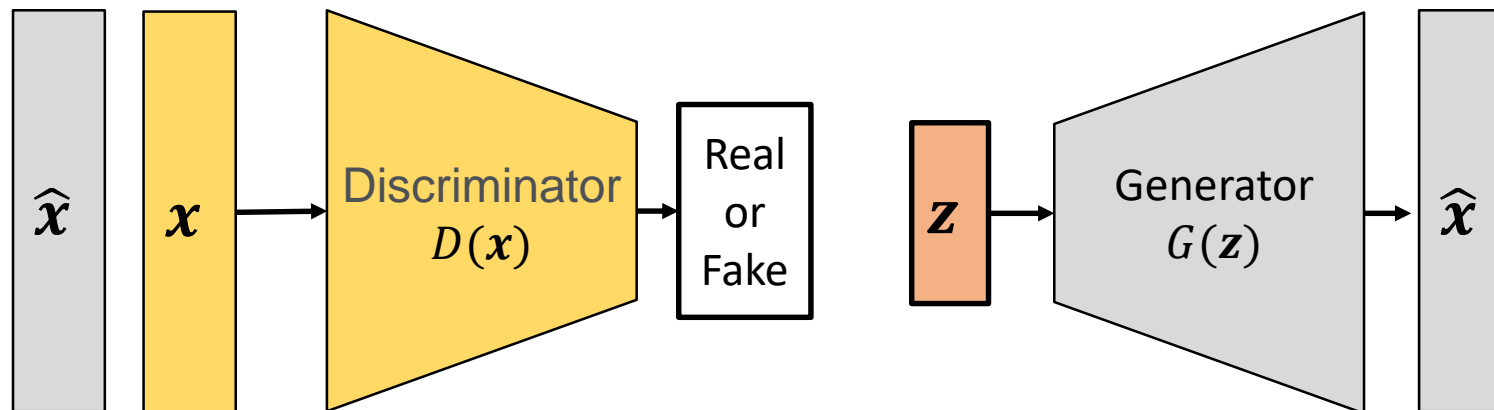 x̂
x
Discriminator
D(x)
Real
or
Fake
z
Generator
G(z)
x̂